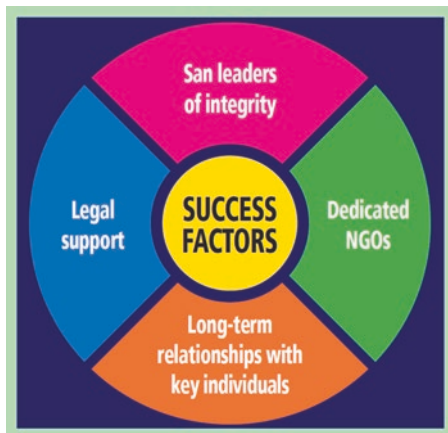 San leaders
of integrity
Legal
support
SUCCESS
FACTORS
Dedicated
NGOs
Long-term
relationships with
key individuals